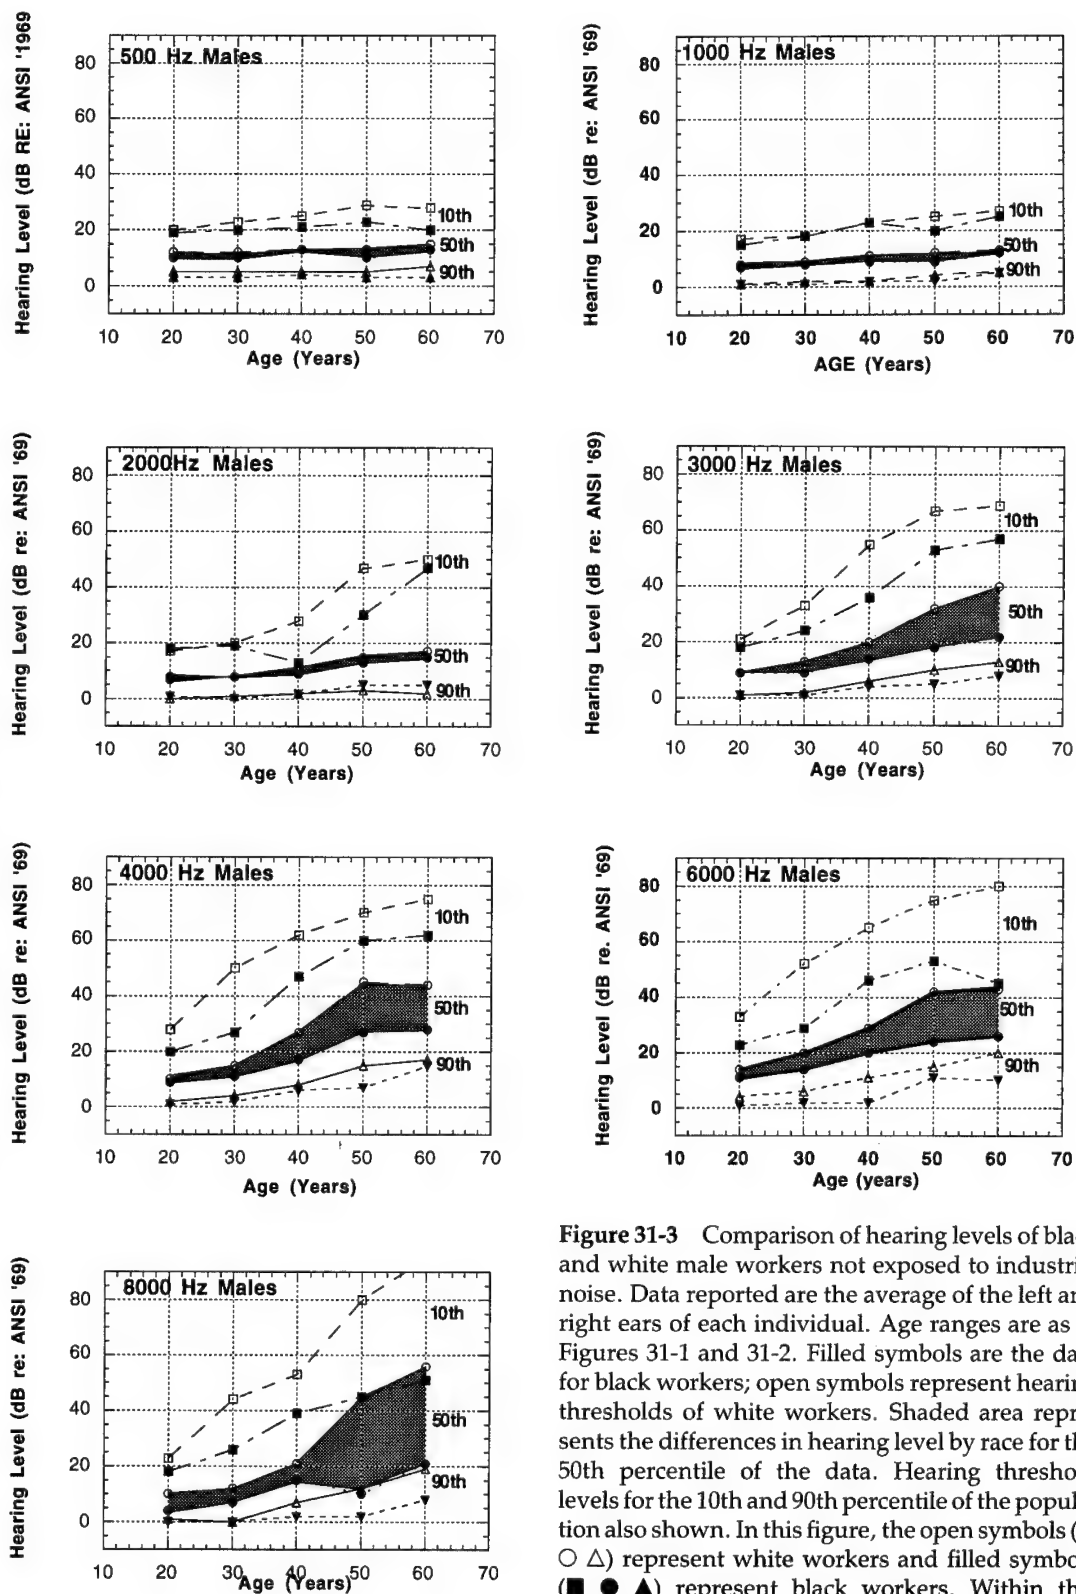 500 Hz Males
Hearing Level (dB RE: ANSI '1969
80
60
40
20
0
10th
50th
90th
10 20 30 40 50 60 70
Age (Years)
1000 Hz Males
Hearing Level (dB re: ANSI '69)
80
60
40
20
0
10th
50th
90th
10 20 30 40 50 60 70
AGE (Years)
2000Hz Males
Hearing Level (dB re: ANSI '69)
80
60
40
20
0
10th
50th
90th
10 20 30 40 50 60 70
Age (Years)
3000 Hz Males
Hearing Level (dB re: ANSI '69)
80
60
40
20
0
10th
50th
90th
10 20 30 40 50 60 70
Age (Years)
4000 Hz Males
Hearing Level (dB re: ANSI '69)
80
60
40
20
0
10th
50th
90th
10 20 30 40 50 60 70
Age (Years)
6000 Hz Males
Hearing Level (dB re. ANSI '69)
80
60
40
20
0
10th
50th
90th
10 20 30 40 50 60 70
Age (years)
8000 Hz Males
Hearing Level (dB re: ANSI '69)
80
60
40
20
0
10th
50th
90th
Figure 31-3 Comparison of hearing levels of blac
and white male workers not exposed to industri
noise. Data reported are the average of the left an
right ears of each individual. Age ranges are as
Figures 31-1 and 31-2. Filled symbols are the da
for black workers; open symbols represent hearin
thresholds of white workers. Shaded area repr
sents the differences in hearing level by race for th
50th percentile of the data. Hearing thresho
levels for the 10th and 90th percentile of the popul
tion also shown. In this figure, the open symbols (
○ △) represent white workers and filled symbo
(■ ● ▲) represent black workers. Within th